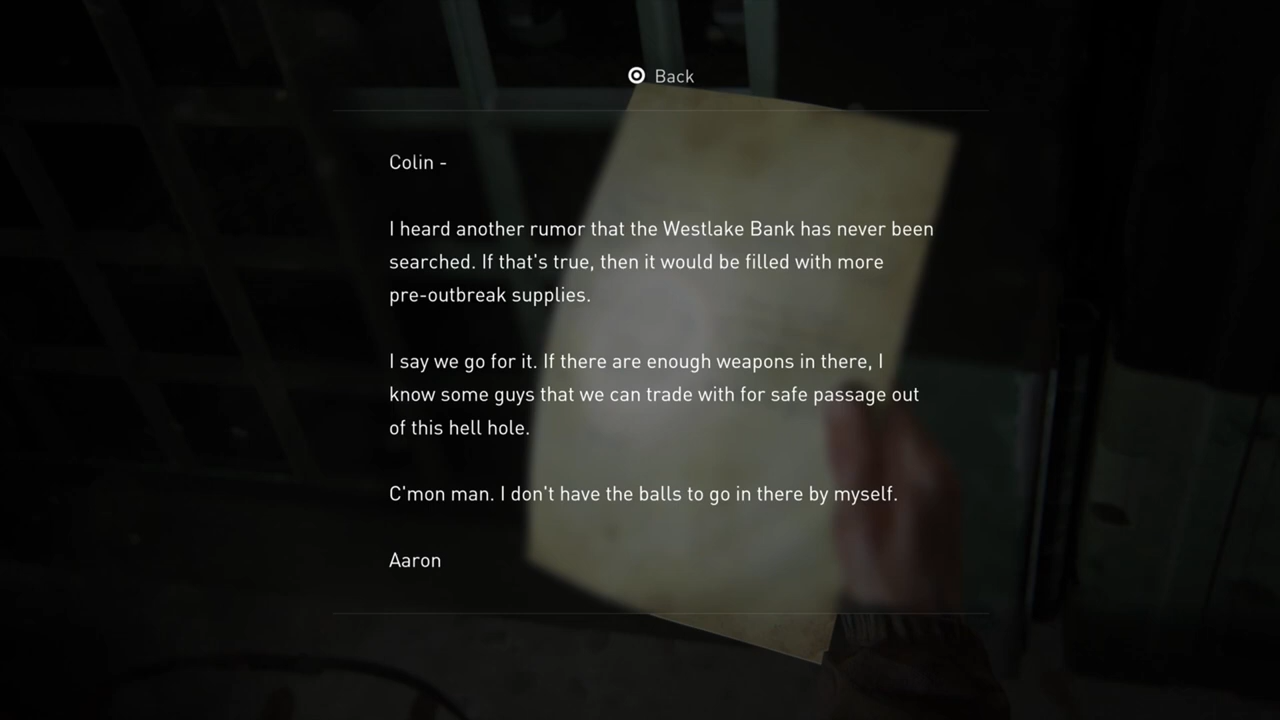 Back
Colin -
I heard another rumor that the Westlake Bank has never been
searched. If that's true, then it would be filled with more
pre-outbreak supplies.
I say we go for it. If there are enough weapons in there, I
know some guys that we can trade with for safe passage out
of this hell hole.
C'mon man. I don't have the balls to go in there by myself.
Aaron